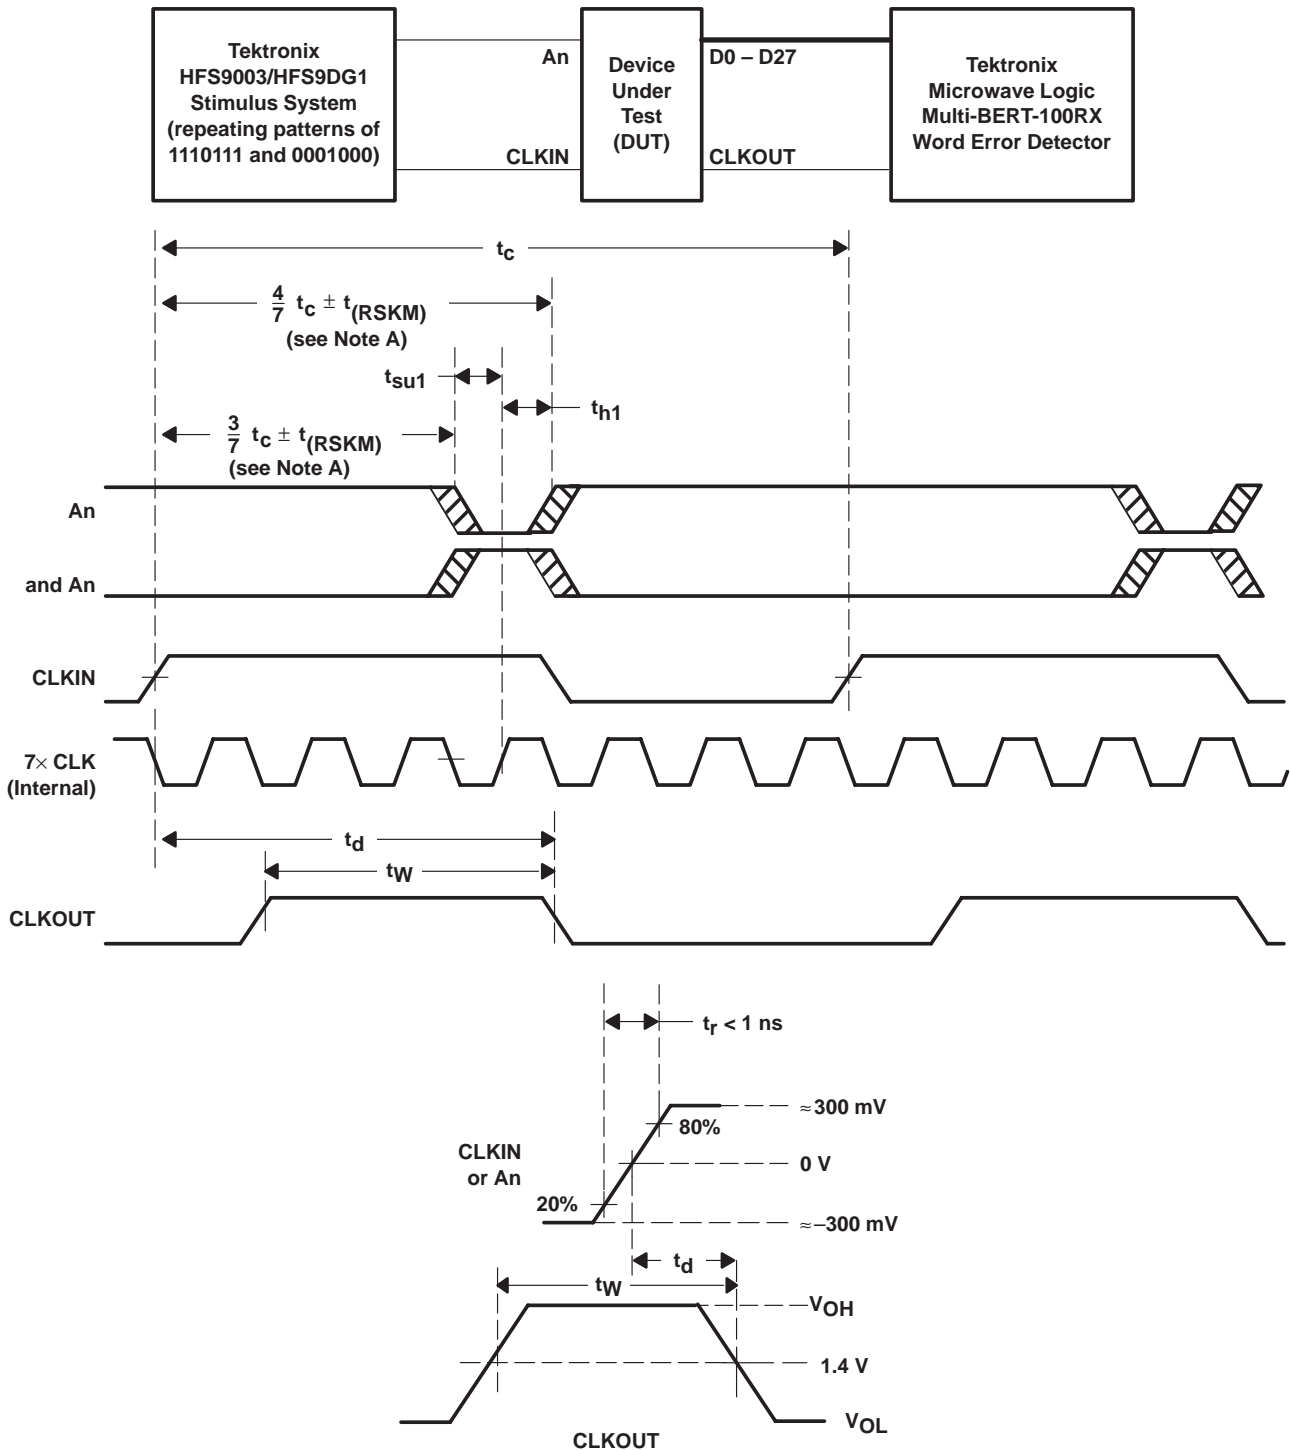 Tektronix
HFS9003/HFS9DG1
Stimulus System
(repeating patterns of
1110111 and 0001000)
An
CLKIN
Device
Under
Test
(DUT)
D0 – D27
CLKOUT
Tektronix
Microwave Logic
Multi-BERT-100RX
Word Error Detector
tc
4/7 tc ± t(RSKM)
(see Note A)
tsu1
th1
3/7 tc ± t(RSKM)
(see Note A)
An
and An
CLKIN
7× CLK
(Internal)
td
tW
CLKOUT
tr < 1 ns
≈300 mV
80%
CLKIN
or An
0 V
20%
≈–300 mV
td
tW
VOH
1.4 V
VOL
CLKOUT